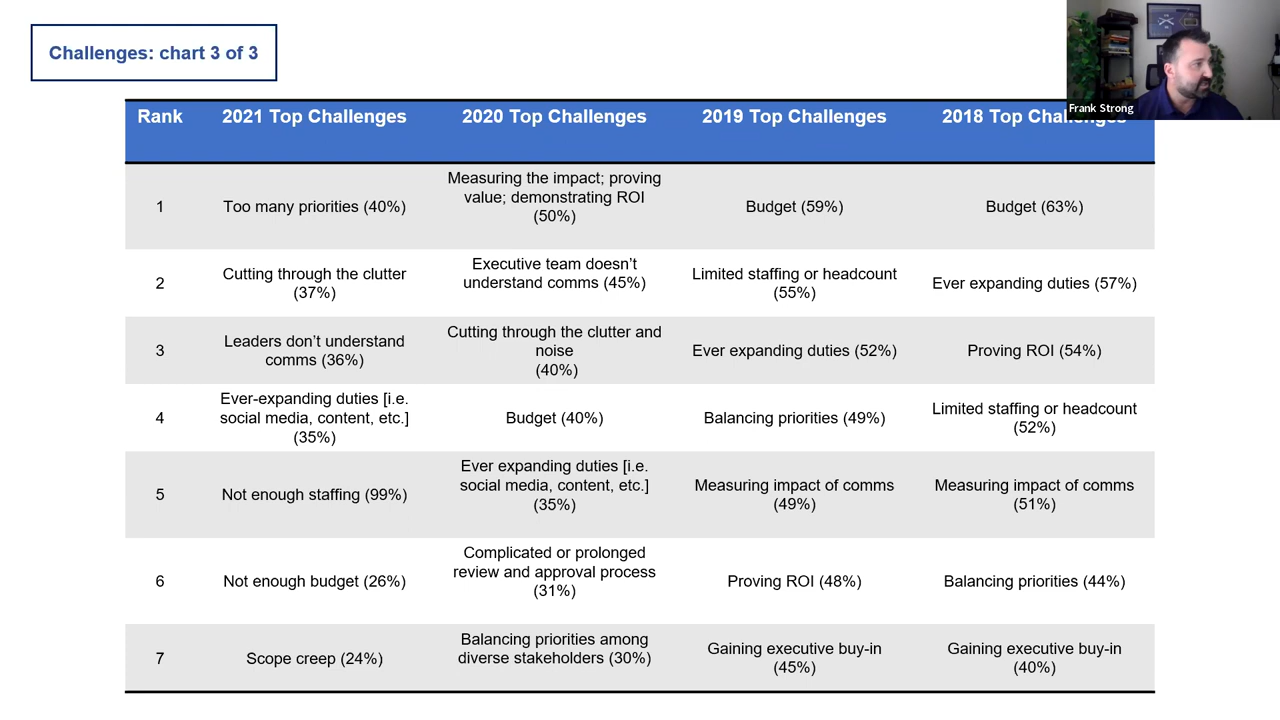 Challenges: chart 3 of 3
Frank Strong
Rank
2021 Top Challenges
2020 Top Challenges
2019 Top Challenges
2018 Top Challenges
1
Too many priorities (40%)
Measuring the impact; proving
value; demonstrating ROI
(50%)
Budget (59%)
Budget (63%)
2
Cutting through the clutter
(37%)
Executive team doesn’t
understand comms (45%)
Limited staffing or headcount
(55%)
Ever expanding duties (57%)
3
Leaders don’t understand
comms (36%)
Cutting through the clutter and
noise
(40%)
Ever expanding duties (52%)
Proving ROI (54%)
4
Ever-expanding duties [i.e.
social media, content, etc.]
(35%)
Budget (40%)
Balancing priorities (49%)
Limited staffing or headcount
(52%)
5
Not enough staffing (99%)
Ever expanding duties [i.e.
social media, content, etc.]
(35%)
Measuring impact of comms
(49%)
Measuring impact of comms
(51%)
6
Not enough budget (26%)
Complicated or prolonged
review and approval process
(31%)
Proving ROI (48%)
Balancing priorities (44%)
7
Scope creep (24%)
Balancing priorities among
diverse stakeholders (30%)
Gaining executive buy-in
(45%)
Gaining executive buy-in
(40%)